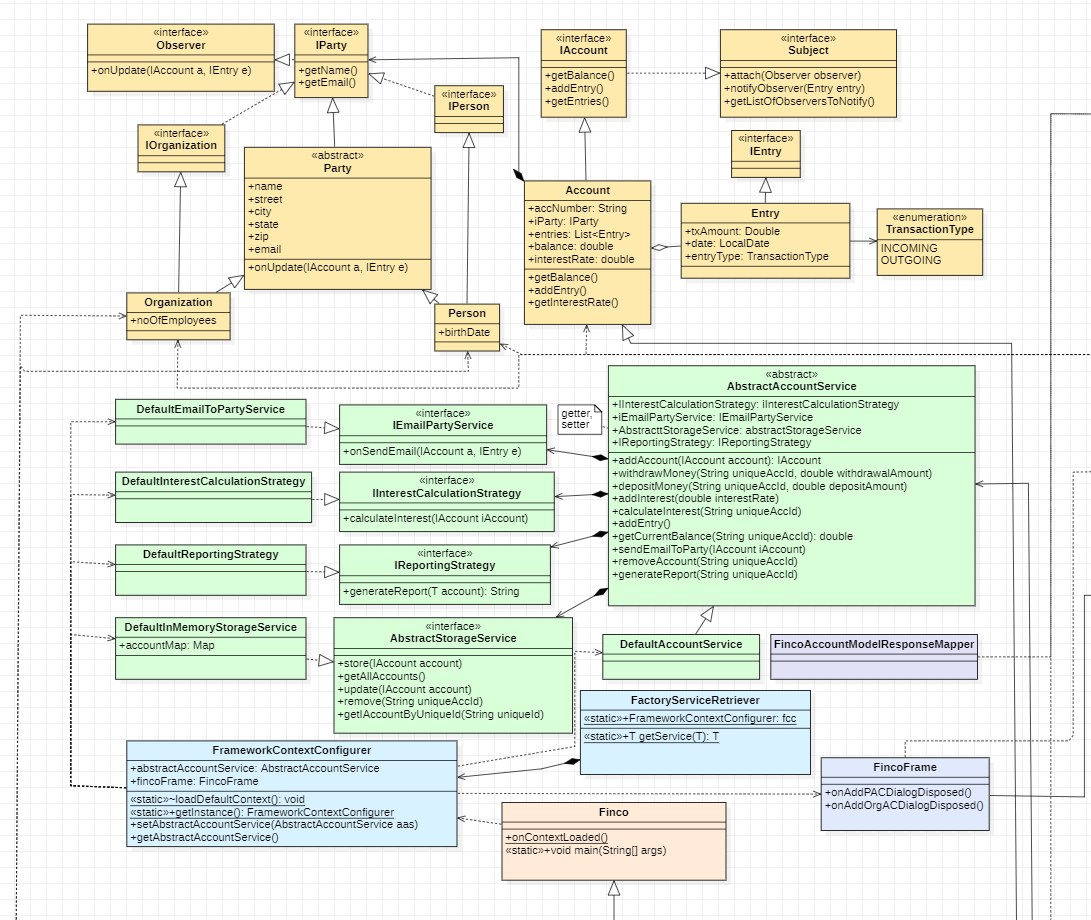 «interface»
Observer
+onUpdate(IAccount a, IEntry e)
«interface»
IParty
+getName()
+getEmail()
«interface»
IAccount
+getBalance()
+addEntry()
+getEntries()
«interface»
Subject
+attach(Observer observer)
+notifyObserver(Entry entry)
+getListOfObserversToNotify()
«interface»
IPerson
«interface»
IOrganization
«interface»
IEntry
«abstract»
Party
+name
+street
+city
+state
+zip
+email
+onUpdate(IAccount a, IEntry e)
Account
+accNumber: String
+iParty: IParty
+entries: List<Entry>
+balance: double
+interestRate: double
+getBalance()
+addEntry()
+getInterestRate()
Entry
+txAmount: Double
+date: LocalDate
+entryType: TransactionType
«enumeration»
TransactionType
INCOMING
OUTGOING
Organization
+noOfEmployees
Person
+birthDate
«abstract»
AbstractAccountService
+IInterestCalculationStrategy: iInterestCalculationStrategy
+iEmailPartyService: IEmailPartyService
+AbstracttStorageService: abstractStorageService
+IReportingStrategy: IReportingStrategy
+addAccount(IAccount account): IAccount
+withdrawMoney(String uniqueAccId, double withdrawalAmount)
+depositMoney(String uniqueAccId, double depositAmount)
+addInterest(double interestRate)
+calculateInterest(String uniqueAccId)
+addEntry()
+getCurrentBalance(String uniqueAccId): double
+sendEmailToParty(IAccount iAccount)
+removeAccount(String uniqueAccId)
+generateReport(String uniqueAccId)
DefaultEmailToPartyService
«interface»
IEmailPartyService
+onSendEmail(IAccount a, IEntry e)
getter,
setter
DefaultInterestCalculationStrategy
«interface»
IInterestCalculationStrategy
+calculateInterest(IAccount iAccount)
DefaultReportingStrategy
«interface»
IReportingStrategy
+generateReport(T account): String
DefaultInMemoryStorageService
+accountMap: Map
«interface»
AbstractStorageService
+store(IAccount account)
+getAllAccounts()
+update(IAccount account)
+remove(String uniqueAccId)
+getIAccountByUniqueId(String uniqueId)
DefaultAccountService
FincoAccountModelResponseMapper
FactoryServiceRetriever
«static»+FrameworkContextConfigurer: fcc
«static»+T getService(T): T
FrameworkContextConfigurer
+abstractAccountService: AbstractAccountService
+fincoFrame: FincoFrame
«static»~loadDefaultContext(): void
«static»+getInstance(): FrameworkContextConfigurer
+setAbstractAccountService(AbstractAccountService aas)
+getAbstractAccountService()
FincoFrame
+onAddPACDialogDisposed()
+onAddOrgACDialogDisposed()
Finco
+onContextLoaded()
«static»+void main(String[] args)